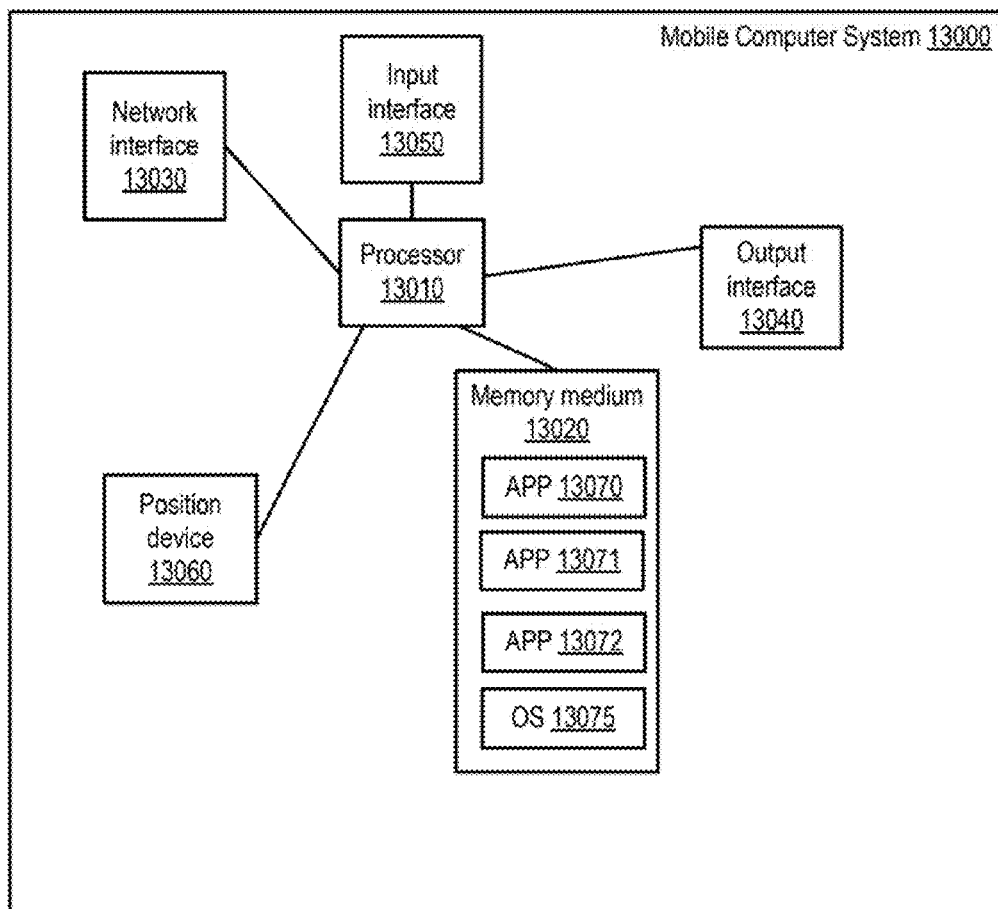 Mobile Computer System 13000
Input
interface
13050
Network
interface
13030
Processor
13010
Output
interface
13040
Memory medium
13020
APP 13070
APP 13071
APP 13072
OS 13075
Position
device
13060